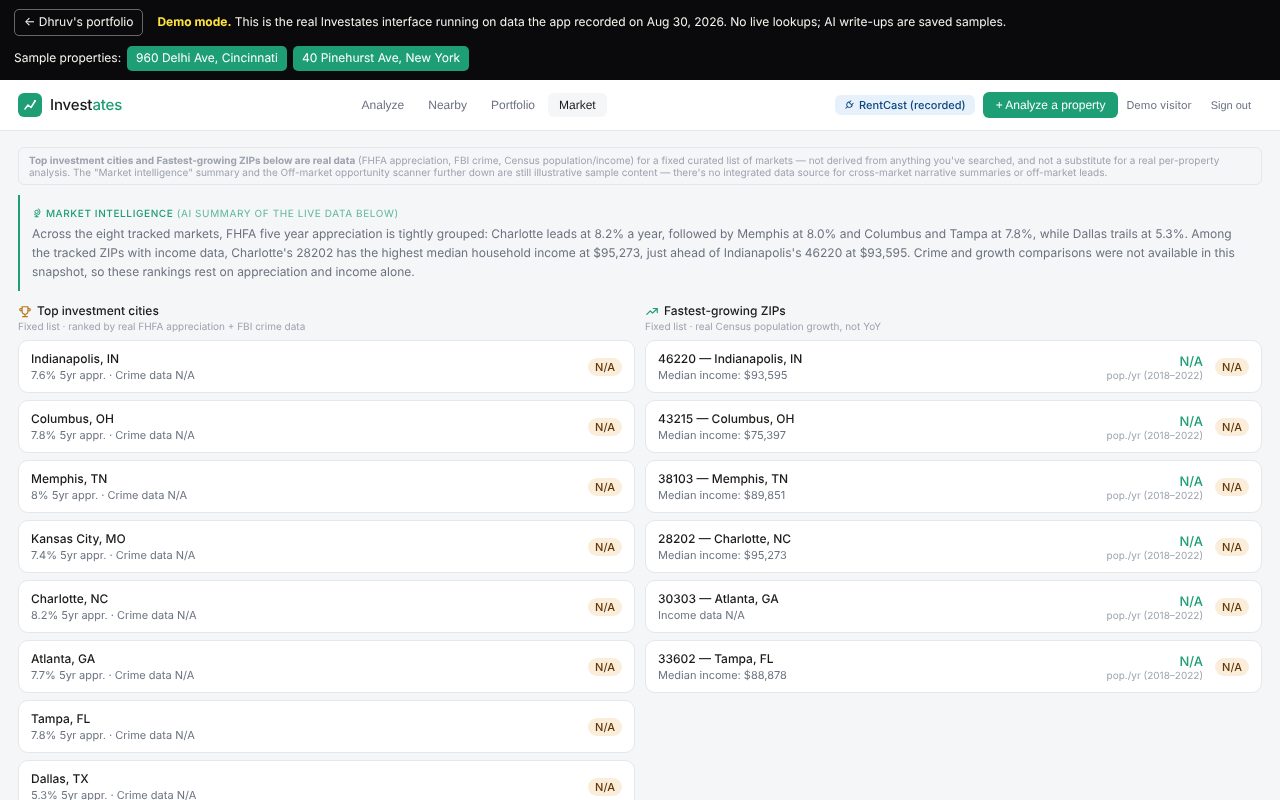 ← Dhruv's portfolio
Demo mode. This is the real Investates interface running on data the app recorded on Aug 30, 2026. No live lookups; AI write-ups are saved samples.
Sample properties: 960 Delhi Ave, Cincinnati 40 Pinehurst Ave, New York
Investates
Analyze Nearby Portfolio Market
RentCast (recorded) + Analyze a property Demo visitor Sign out
Top investment cities and Fastest-growing ZIPs below are real data (FHFA appreciation, FBI crime, Census population/income) for a fixed curated list of markets — not derived from anything you've searched, and not a substitute for a real per-property
analysis. The "Market intelligence" summary and the Off-market opportunity scanner further down are still illustrative sample content — there's no integrated data source for cross-market narrative summaries or off-market leads.
MARKET INTELLIGENCE (AI SUMMARY OF THE LIVE DATA BELOW)
Across the eight tracked markets, FHFA five year appreciation is tightly grouped: Charlotte leads at 8.2% a year, followed by Memphis at 8.0% and Columbus and Tampa at 7.8%, while Dallas trails at 5.3%. Among
the tracked ZIPs with income data, Charlotte's 28202 has the highest median household income at $95,273, just ahead of Indianapolis's 46220 at $93,595. Crime and growth comparisons were not available in this
snapshot, so these rankings rest on appreciation and income alone.
Top investment cities
Fixed list · ranked by real FHFA appreciation + FBI crime data
Indianapolis, IN
7.6% 5yr appr. · Crime data N/A
N/A
Columbus, OH
7.8% 5yr appr. · Crime data N/A
N/A
Memphis, TN
8% 5yr appr. · Crime data N/A
N/A
Kansas City, MO
7.4% 5yr appr. · Crime data N/A
N/A
Charlotte, NC
8.2% 5yr appr. · Crime data N/A
N/A
Atlanta, GA
7.7% 5yr appr. · Crime data N/A
N/A
Tampa, FL
7.8% 5yr appr. · Crime data N/A
N/A
Dallas, TX
5.3% 5yr appr. · Crime data N/A
N/A
Fastest-growing ZIPs
Fixed list · real Census population growth, not YoY
46220 — Indianapolis, IN
Median income: $93,595
N/A
pop./yr (2018–2022)
N/A
43215 — Columbus, OH
Median income: $75,397
N/A
pop./yr (2018–2022)
N/A
38103 — Memphis, TN
Median income: $89,851
N/A
pop./yr (2018–2022)
N/A
28202 — Charlotte, NC
Median income: $95,273
N/A
pop./yr (2018–2022)
N/A
30303 — Atlanta, GA
Income data N/A
N/A
pop./yr (2018–2022)
N/A
33602 — Tampa, FL
Median income: $88,878
N/A
pop./yr (2018–2022)
N/A